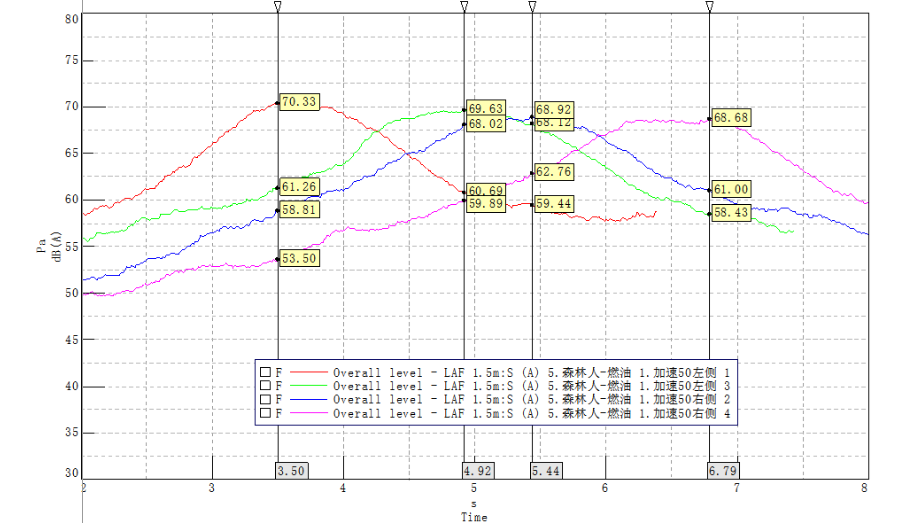 80
75
70
65
60
55
50
45
40
35
30
Pa
dB(A)
70.33
61.26
58.81
53.50
69.63
68.02
60.69
59.89
68.92
68.12
62.76
59.44
68.68
61.00
58.43
F Overall level - LAF 1.5m:S (A) 5.森林人-燃油 1.加速50左侧 1
F Overall level - LAF 1.5m:S (A) 5.森林人-燃油 1.加速50左侧 3
F Overall level - LAF 1.5m:S (A) 5.森林人-燃油 1.加速50右侧 2
F Overall level - LAF 1.5m:S (A) 5.森林人-燃油 1.加速50右侧 4
3.50 4.92 5.44 6.79
2 3 4 5 6 7 8
s
Time